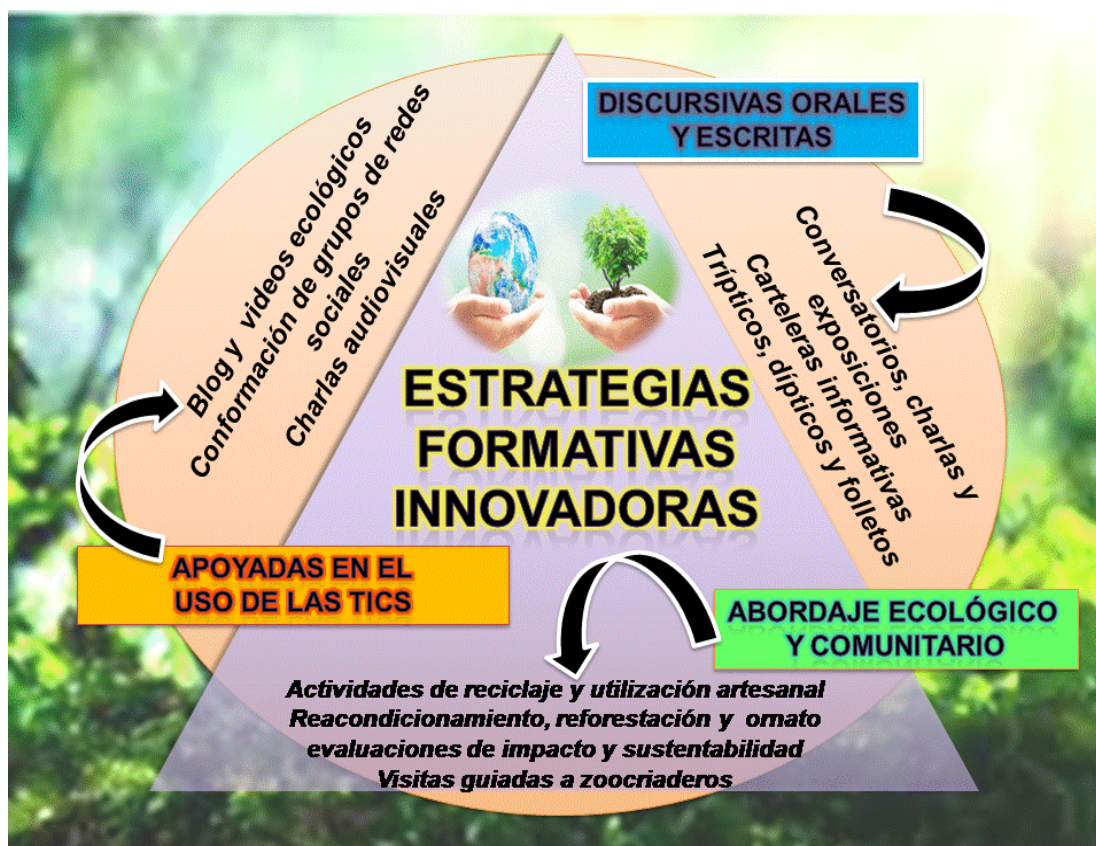 DISCURSIVAS ORALES
Y ESCRITAS
Conversatorios, charlas y
exposiciones
Carteleras informativas
Trípticos, dípticos y folletos
Blog y videos ecológicos
Conformación de grupos de redes
sociales
Charlas audiovisuales
ESTRATEGIAS
FORMATIVAS
INNOVADORAS
APOYADAS EN EL
USO DE LAS TICS
ABORDAJE ECOLÓGICO
Y COMUNITARIO
Actividades de reciclaje y utilización artesanal
Reacondicionamiento, reforestación y ornato
evaluaciones de impacto y sustentabilidad
Visitas guiadas a zoocriaderos